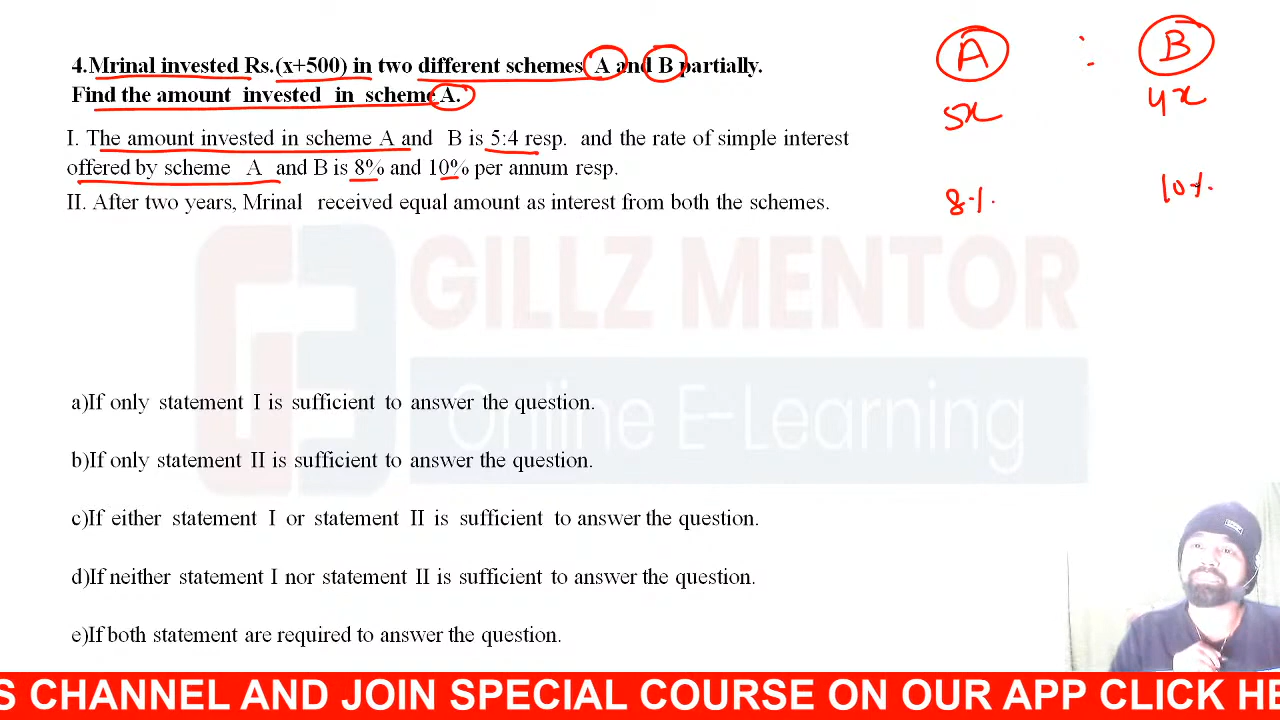 4.Mrinal invested Rs.(x+500) in two different schemes A and B partially.
Find the amount invested in scheme A.
I. The amount invested in scheme A and B is 5:4 resp. and the rate of simple interest
offered by scheme A and B is 8% and 10% per annum resp.
II. After two years, Mrinal received equal amount as interest from both the schemes.
A : B
5x 4x
8% 10%
GILLZ MENTOR
Online E-Learning
a)If only statement I is sufficient to answer the question.
b)If only statement II is sufficient to answer the question.
c)If either statement I or statement II is sufficient to answer the question.
d)If neither statement I nor statement II is sufficient to answer the question.
e)If both statement are required to answer the question.
S CHANNEL AND JOIN SPECIAL COURSE ON OUR APP CLICK HE